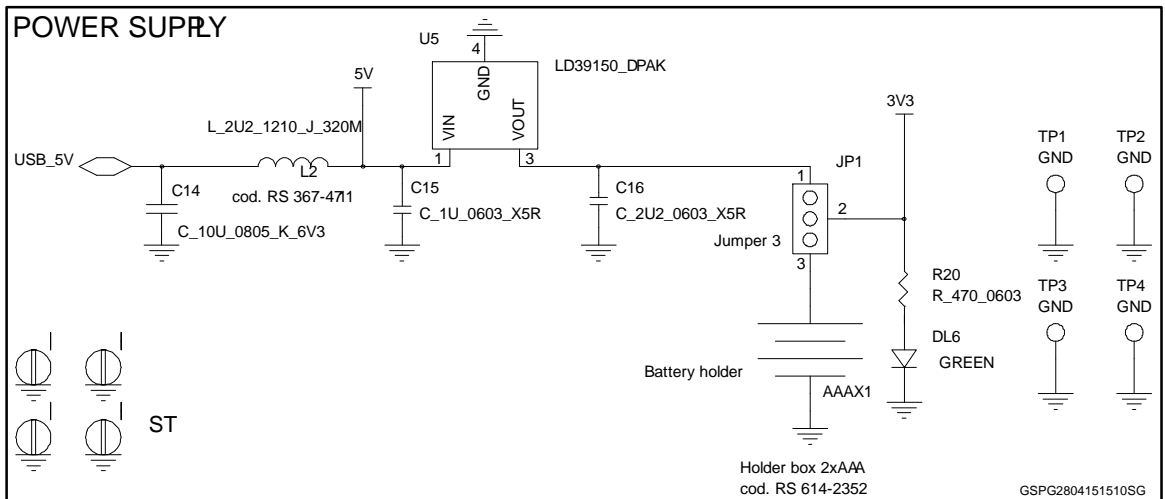 POWER SUPPLY
U5
4
GND
LD39150_DPAK
5V
VIN
VOUT
3V3
L_2U2_1210_J_320M
TP1
GND
TP2
GND
USB_5V
1
3
JP1
1
L2
C14
cod. RS 367-4711
C15
C16
2
C_1U_0603_X5R
C_2U2_0603_X5R
C_10U_0805_K_6V3
Jumper 3
3
R20
R_470_0603
TP3
GND
TP4
GND
DL6
GREEN
Battery holder
AAAX1
ST
Holder box 2xAAA
cod. RS 614-2352
GSPG2804151510SG